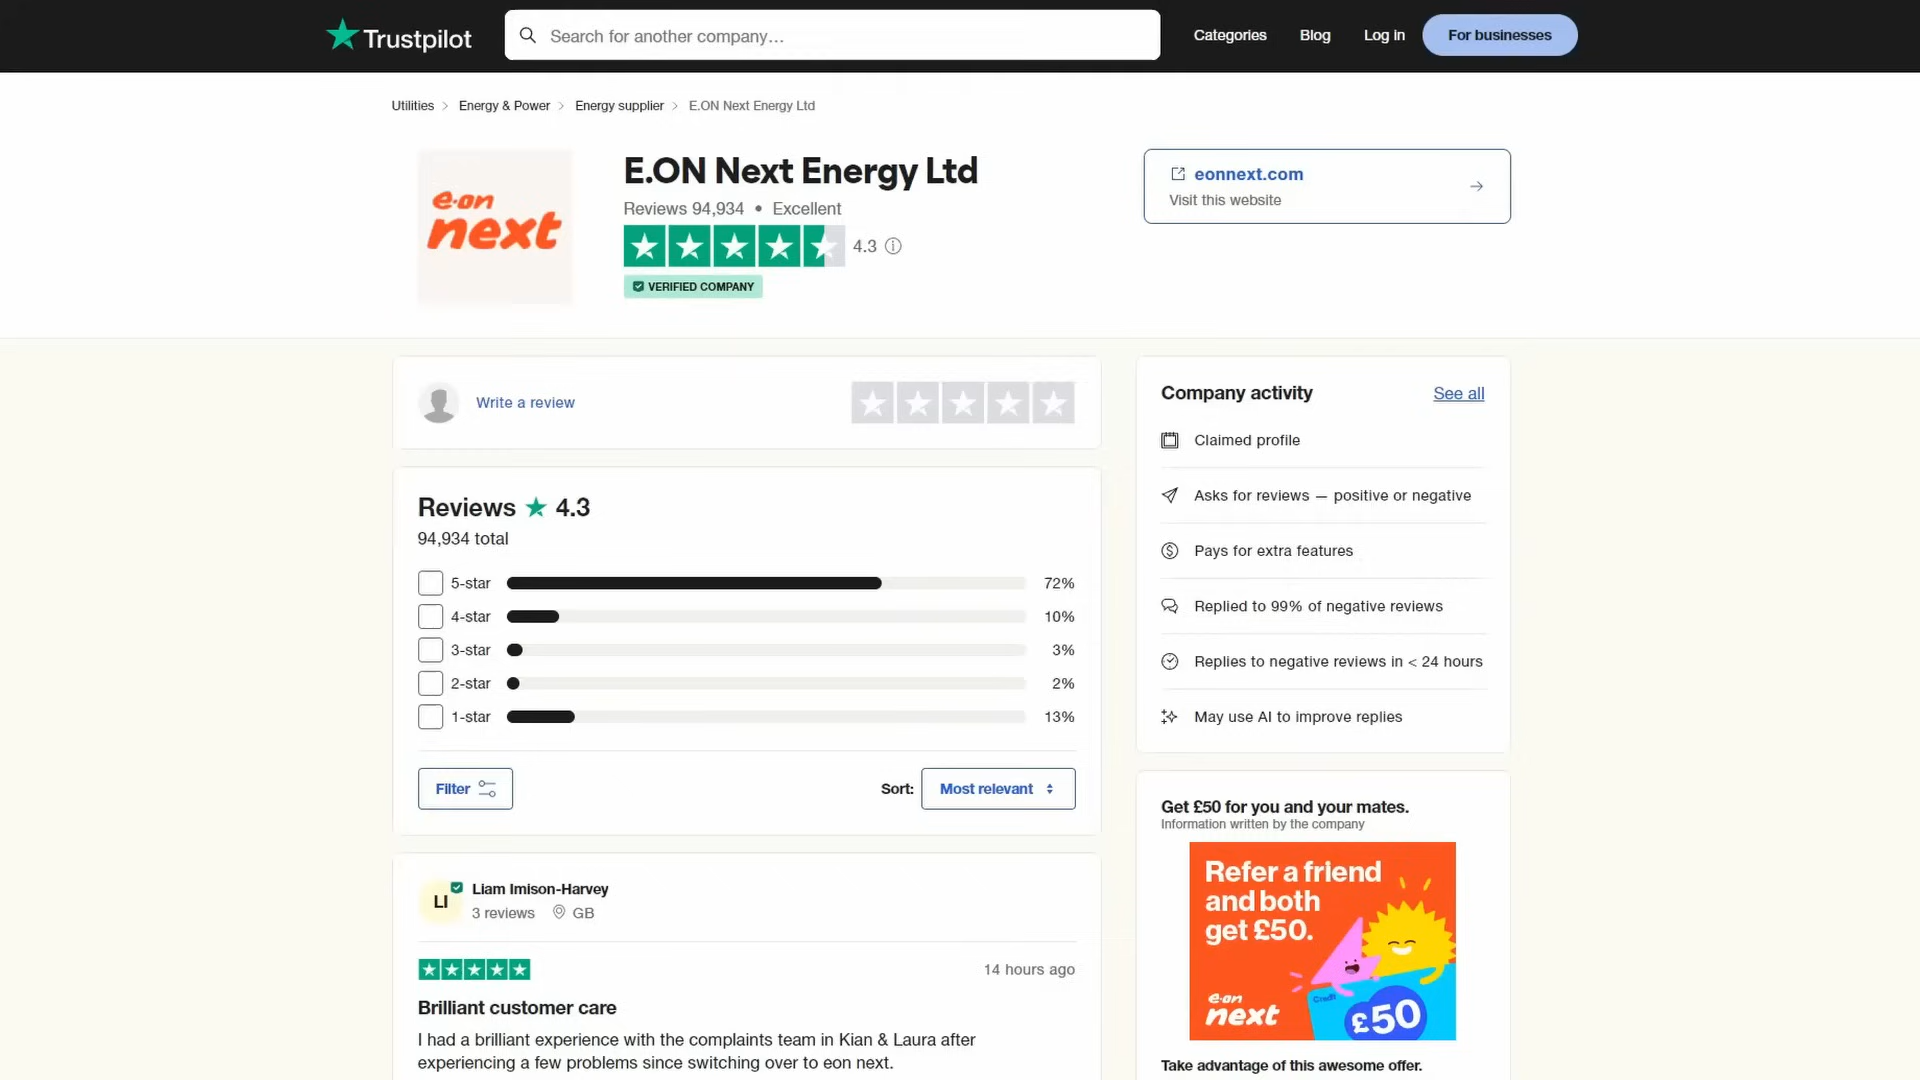 Trustpilot
Search for another company…
Categories
Blog
Log in
For businesses
Utilities
Energy & Power
Energy supplier
E.ON Next Energy Ltd
e·on
next
E.ON Next Energy Ltd
Reviews 94,934 • Excellent
4.3
VERIFIED COMPANY
eonnext.com
Visit this website
Write a review
Reviews 4.3
94,934 total
5-star 72%
4-star 10%
3-star 3%
2-star 2%
1-star 13%
Filter
Sort: Most relevant
LI
Liam Imison-Harvey
3 reviews GB
14 hours ago
Brilliant customer care
I had a brilliant experience with the complaints team in Kian & Laura after
experiencing a few problems since switching over to eon next.
Company activity
See all
Claimed profile
Asks for reviews — positive or negative
Pays for extra features
Replied to 99% of negative reviews
Replies to negative reviews in < 24 hours
May use AI to improve replies
Get £50 for you and your mates.
Information written by the company
Refer a friend
and both
get £50.
e·on
next
Credit
£50
Take advantage of this awesome offer.